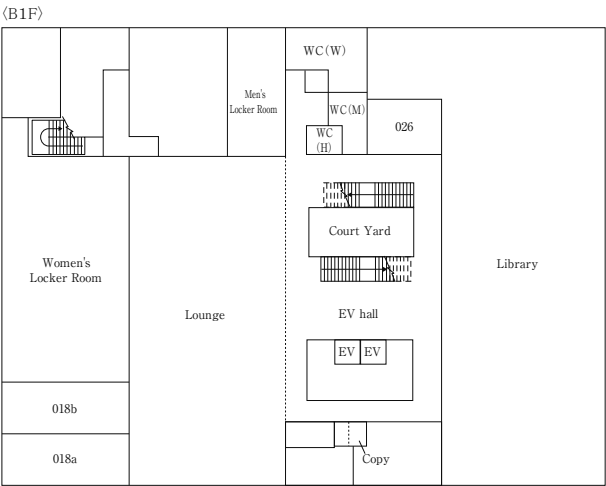 〈B1F〉
WC(W)
Men's
Locker Room
WC(M)
026
WC
(H)
Court Yard
Women's
Locker Room
Library
Lounge
EV hall
EV EV
018b
018a
Copy